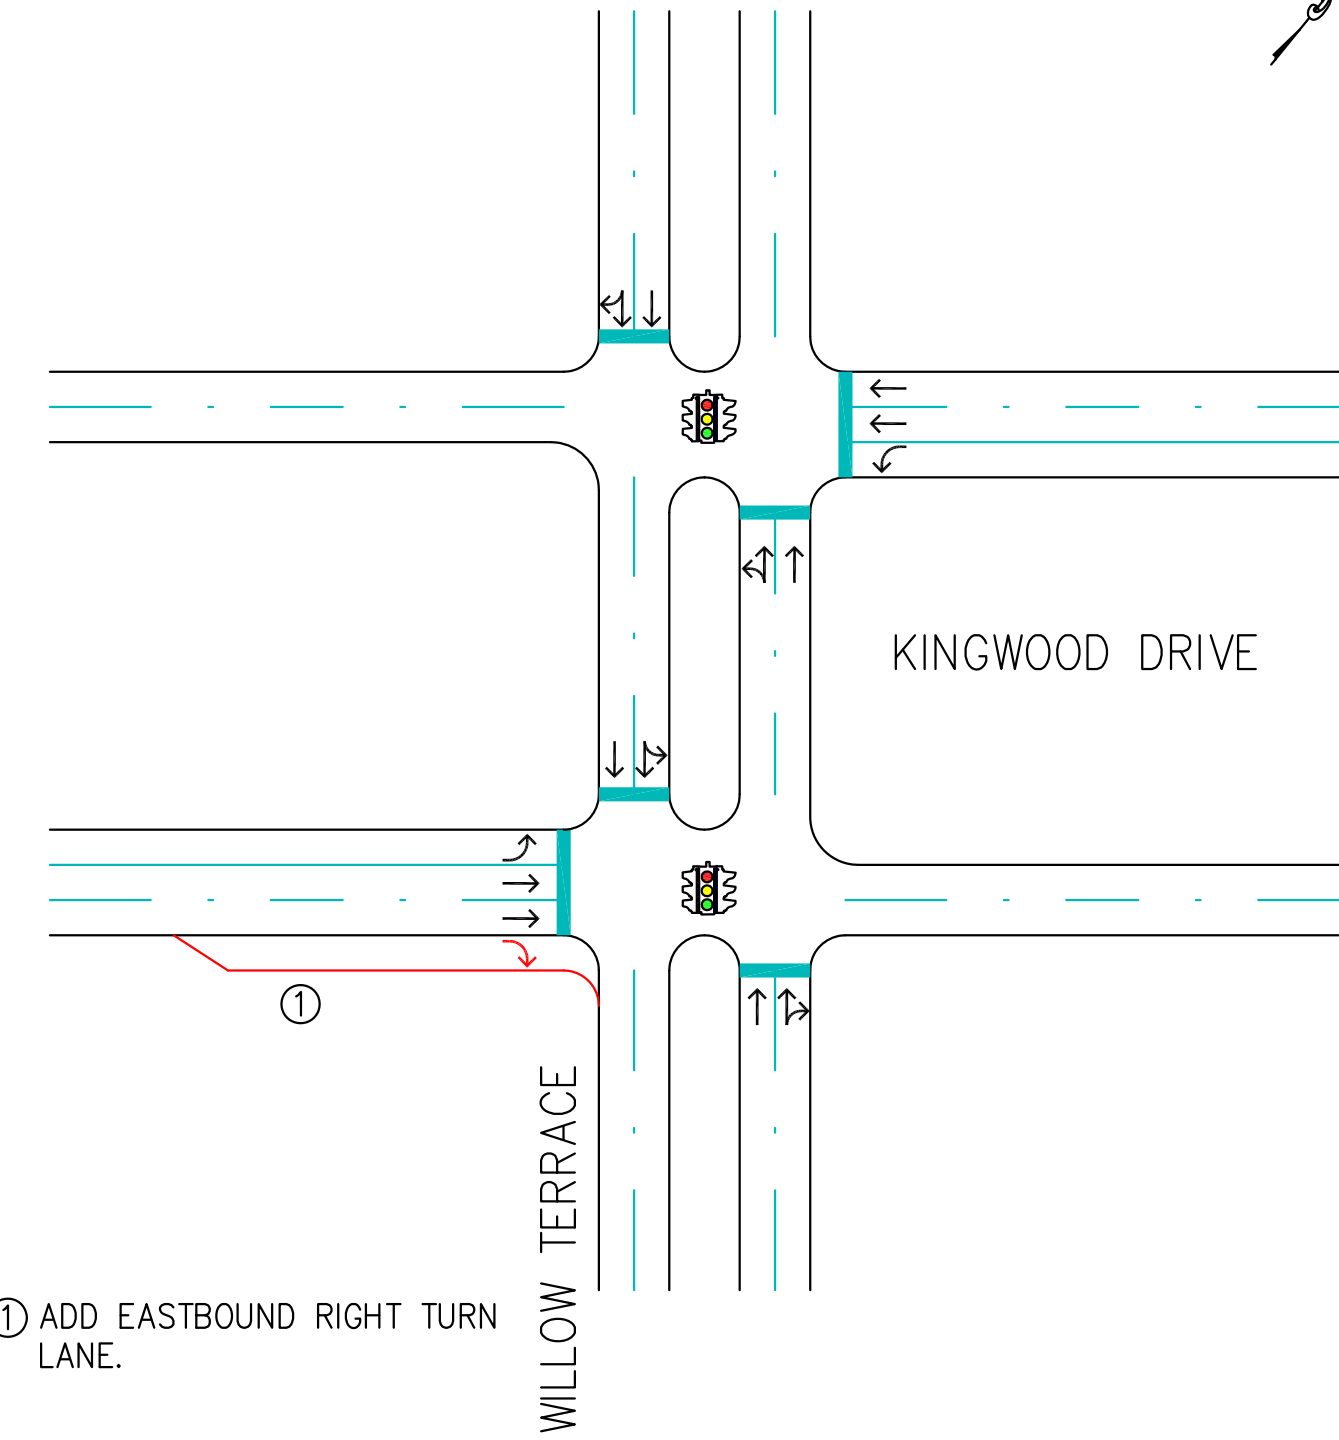 KINGWOOD DRIVE
1
WILLOW TERRACE
1 ADD EASTBOUND RIGHT TURN
LANE.